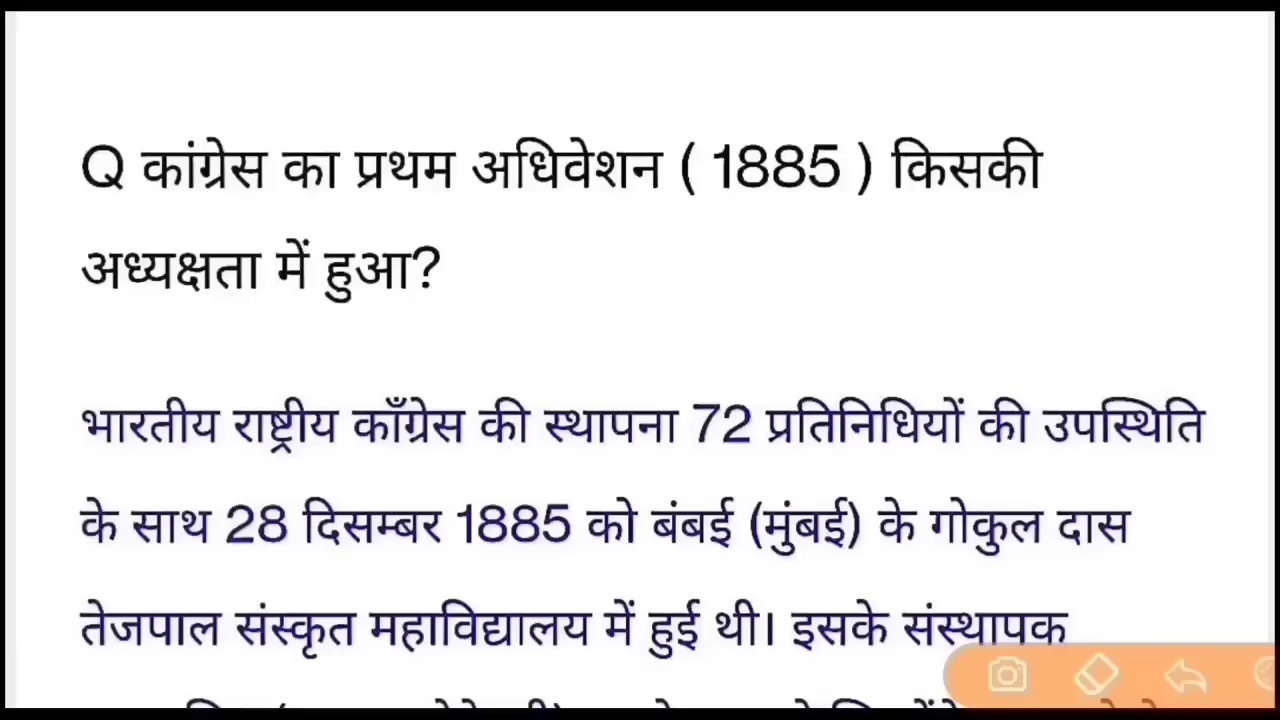 Q कांग्रेस का प्रथम अधिवेशन ( 1885 ) किसकी
अध्यक्षता में हुआ?
भारतीय राष्ट्रीय काँग्रेस की स्थापना 72 प्रतिनिधियों की उपस्थिति
के साथ 28 दिसम्बर 1885 को बंबई (मुंबई) के गोकुल दास
तेजपाल संस्कृत महाविद्यालय में हुई थी। इसके संस्थापक